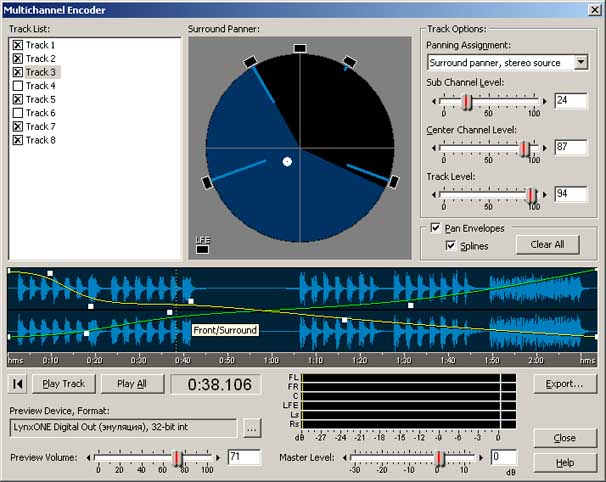 Multichannel Encoder
Track List:
Track 1
Track 2
Track 3
Track 4
Track 5
Track 6
Track 7
Track 8
Surround Panner:
LFE
Track Options:
Panning Assignment:
Surround panner, stereo source
Sub Channel Level:
24
0 50 100
Center Channel Level:
87
0 50 100
Track Level:
94
0 50 100
Pan Envelopes
Splines
Clear All
Front/Surround
hms 0:10 0:20 0:30 0:40 0:50 1:00 1:10 1:20 1:30 1:40 1:50 2:00 hms
Play Track
Play All
0:38.106
Preview Device, Format:
LynxONE Digital Out (эмуляция), 32-bit int
...
Preview Volume:
0 20 40 60 80 100
71
FL
FR
C
LFE
Ls
Rs
dB -27 -24 -21 -18 -15 -12 -9 -6 -3 0
Master Level:
-30 -20 -10 0 10
0
dB
Export...
Close
Help